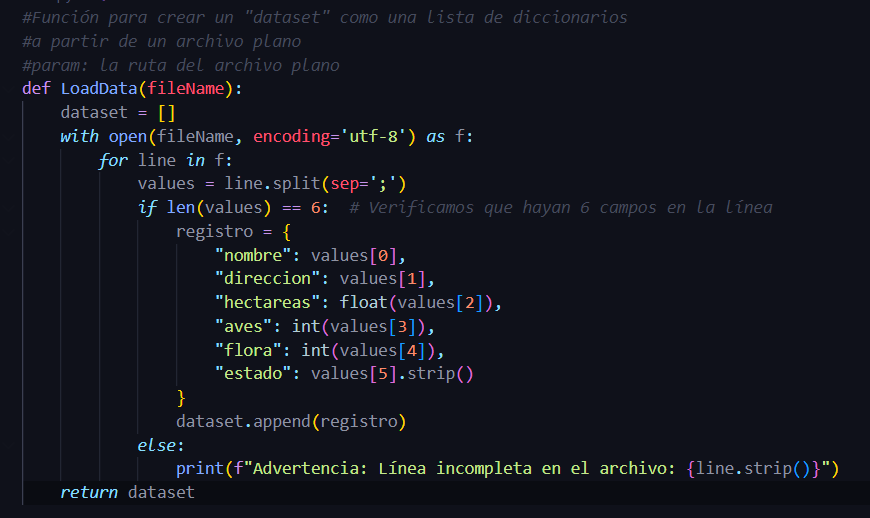 #Función para crear un "dataset" como una lista de diccionarios
#a partir de un archivo plano
#param: la ruta del archivo plano
def LoadData(fileName):
    dataset = []
    with open(fileName, encoding='utf-8') as f:
        for line in f:
            values = line.split(sep=';')
            if len(values) == 6:  # Verificamos que hayan 6 campos en la línea
                registro = {
                    "nombre": values[0],
                    "direccion": values[1],
                    "hectareas": float(values[2]),
                    "aves": int(values[3]),
                    "flora": int(values[4]),
                    "estado": values[5].strip()
                }
                dataset.append(registro)
            else:
                print(f"Advertencia: Línea incompleta en el archivo: {line.strip()}")
    return dataset